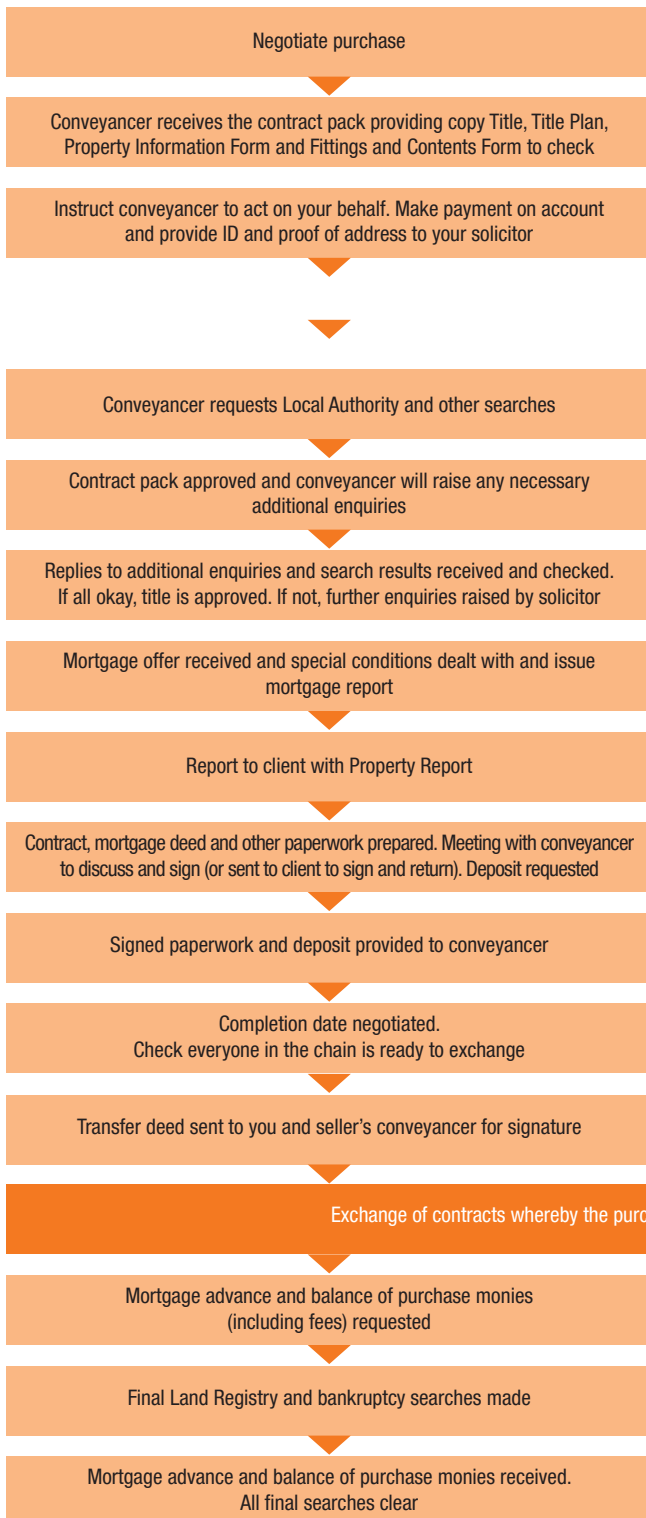 Negotiate purchase
Conveyancer receives the contract pack providing copy Title, Title Plan,
Property Information Form and Fittings and Contents Form to check
Instruct conveyancer to act on your behalf. Make payment on account
and provide ID and proof of address to your solicitor
Conveyancer requests Local Authority and other searches
Contract pack approved and conveyancer will raise any necessary
additional enquiries
Replies to additional enquiries and search results received and checked.
If all okay, title is approved. If not, further enquiries raised by solicitor
Mortgage offer received and special conditions dealt with and issue
mortgage report
Report to client with Property Report
Contract, mortgage deed and other paperwork prepared. Meeting with conveyancer
to discuss and sign (or sent to client to sign and return). Deposit requested
Signed paperwork and deposit provided to conveyancer
Completion date negotiated.
Check everyone in the chain is ready to exchange
Transfer deed sent to you and seller's conveyancer for signature
Exchange of contracts whereby the
Mortgage advance and balance of purchase monies
(including fees) requested
Final Land Registry and bankruptcy searches made
Mortgage advance and balance of purchase monies received.
All final searches clear